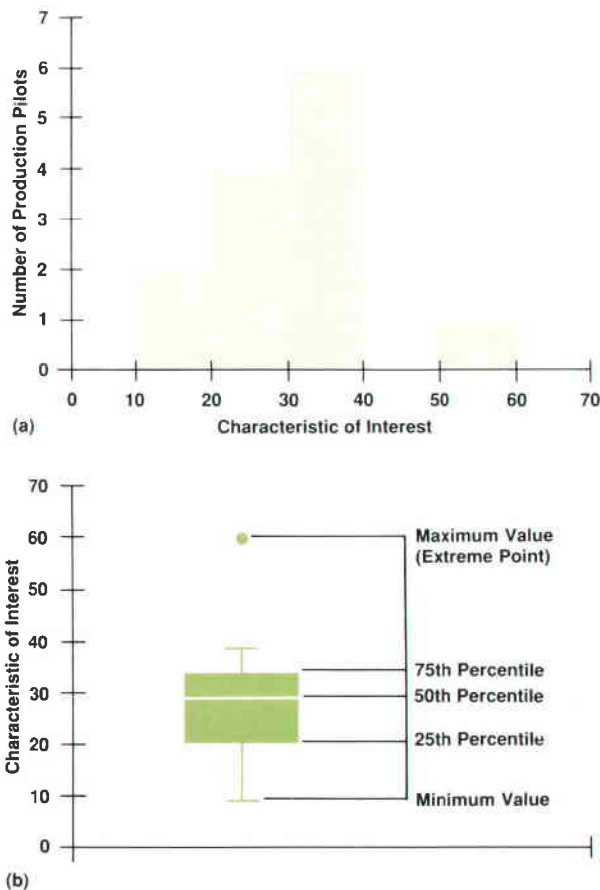 7
6
5
4
3
2
1
0
Number of Production Pilots
0 10 20 30 40 50 60 70
(a)
Characteristic of Interest
70
60
50
40
30
20
10
0
Characteristic of Interest
Maximum Value
(Extreme Point)
75th Percentile
50th Percentile
25th Percentile
Minimum Value
(b)